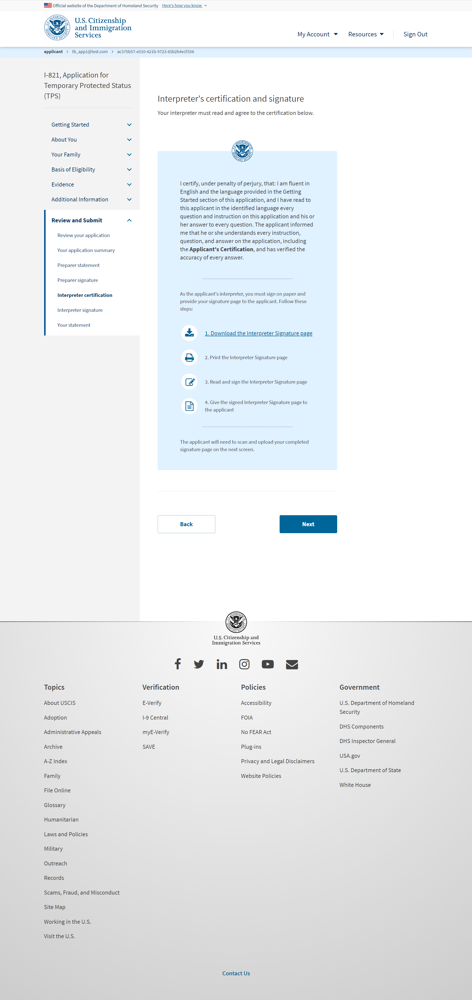 Official website of the Department of Homeland Security Here's how you know
U.S. Citizenship
and Immigration
Services
My Account Resources Sign Out
applicant > tb_app1@test.com > ac375b57-e510-421b-9723-65b2b4e1f356
I-821, Application for
Temporary Protected Status
(TPS)
Getting Started
About You
Your Family
Basis of Eligibility
Evidence
Additional Information
Review and Submit
Review your application
Your application summary
Preparer statement
Preparer signature
Interpreter certification
Interpreter signature
Your statement
Interpreter's certification and signature
Your interpreter must read and agree to the certification below.
I certify, under penalty of perjury, that: I am fluent in
English and the language provided in the Getting
Started section of this application, and I have read to
this applicant in the identified language every
question and instruction on this application and his or
her answer to every question. The applicant informed
me that he or she understands every instruction,
question, and answer on the application, including
the Applicant's Certification, and has verified the
accuracy of every answer.
As the applicant's interpreter, you must sign on paper and
provide your signature page to the applicant. Follow these
steps:
1. Download the Interpreter Signature page
2. Print the Interpreter Signature page
3. Read and sign the Interpreter Signature page
4. Give the signed Interpreter Signature page to
the applicant
The applicant will need to scan and upload your completed
signature page on the next screen.
Back
Next
U.S. Citizenship and
Immigration Services
Topics
About USCIS
Adoption
Administrative Appeals
Archive
A-Z Index
Family
File Online
Glossary
Humanitarian
Laws and Policies
Military
Outreach
Records
Scams, Fraud, and Misconduct
Site Map
Working in the U.S.
Visit the U.S.
Verification
E-Verify
I-9 Central
myE-Verify
SAVE
Policies
Accessibility
FOIA
No FEAR Act
Plug-ins
Privacy and Legal Disclaimers
Website Policies
Government
U.S. Department of Homeland
Security
DHS Components
DHS Inspector General
USA.gov
U.S. Department of State
White House
Contact Us